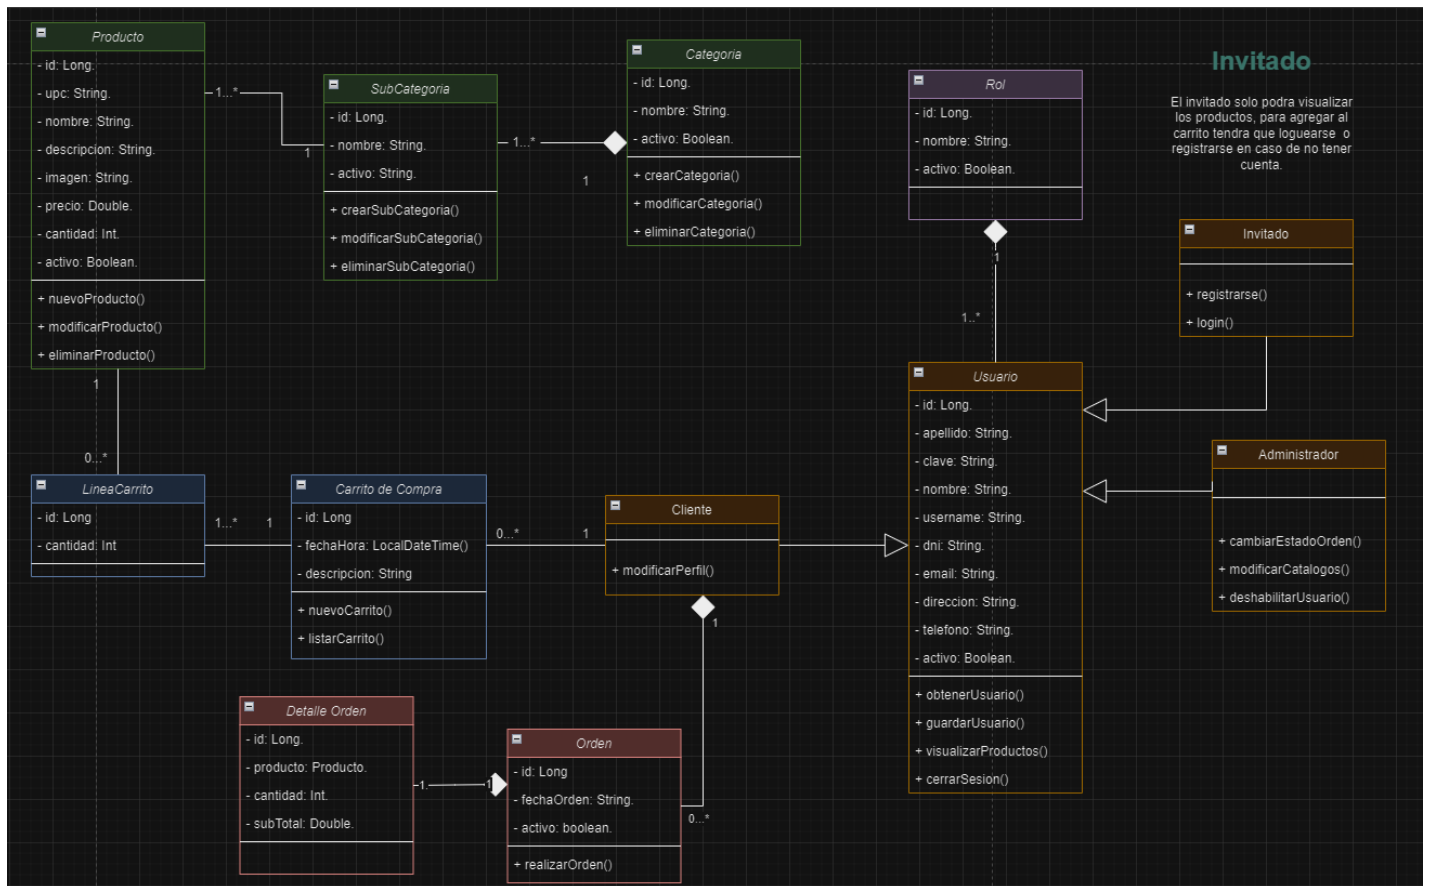 Producto
- id: Long.
- upc: String.
- nombre: String.
- descripcion: String.
- imagen: String.
- precio: Double.
- cantidad: Int.
- activo: Boolean.
+ nuevoProducto()
+ modificarProducto()
+ eliminarProducto()
1...*
1
SubCategoria
- id: Long.
- nombre: String.
- activo: String.
+ crearSubCategoria()
+ modificarSubCategoria()
+ eliminarSubCategoria()
1...*
1
Categoria
- id: Long.
- nombre: String.
- activo: Boolean.
+ crearCategoria()
+ modificarCategoria()
+ eliminarCategoria()
Rol
- id: Long.
- nombre: String.
- activo: Boolean.
1
1..*
Invitado
El invitado solo podra visualizar
los productos, para agregar al
carrito tendra que loguearse o
registrarse en caso de no tener
cuenta.
Invitado
+ registrarse()
+ login()
Usuario
- id: Long.
- apellido: String.
- clave: String.
- nombre: String.
- username: String.
- dni: String.
- email: String.
- direccion: String.
- telefono: String.
- activo: Boolean.
+ obtenerUsuario()
+ guardarUsuario()
+ visualizarProductos()
+ cerrarSesion()
Administrador
+ cambiarEstadoOrden()
+ modificarCatalogos()
+ deshabilitarUsuario()
1
0...*
LineaCarrito
- id: Long
- cantidad: Int
1...*
1
Carrito de Compra
- id: Long
- fechaHora: LocalDateTime()
- descripcion: String
+ nuevoCarrito()
+ listarCarrito()
0...*
1
Cliente
+ modificarPerfil()
1
0...*
Detalle Orden
- id: Long.
- producto: Producto.
- cantidad: Int.
- subTotal: Double.
1.
1
Orden
- id: Long
- fechaOrden: String.
- activo: boolean.
+ realizarOrden()